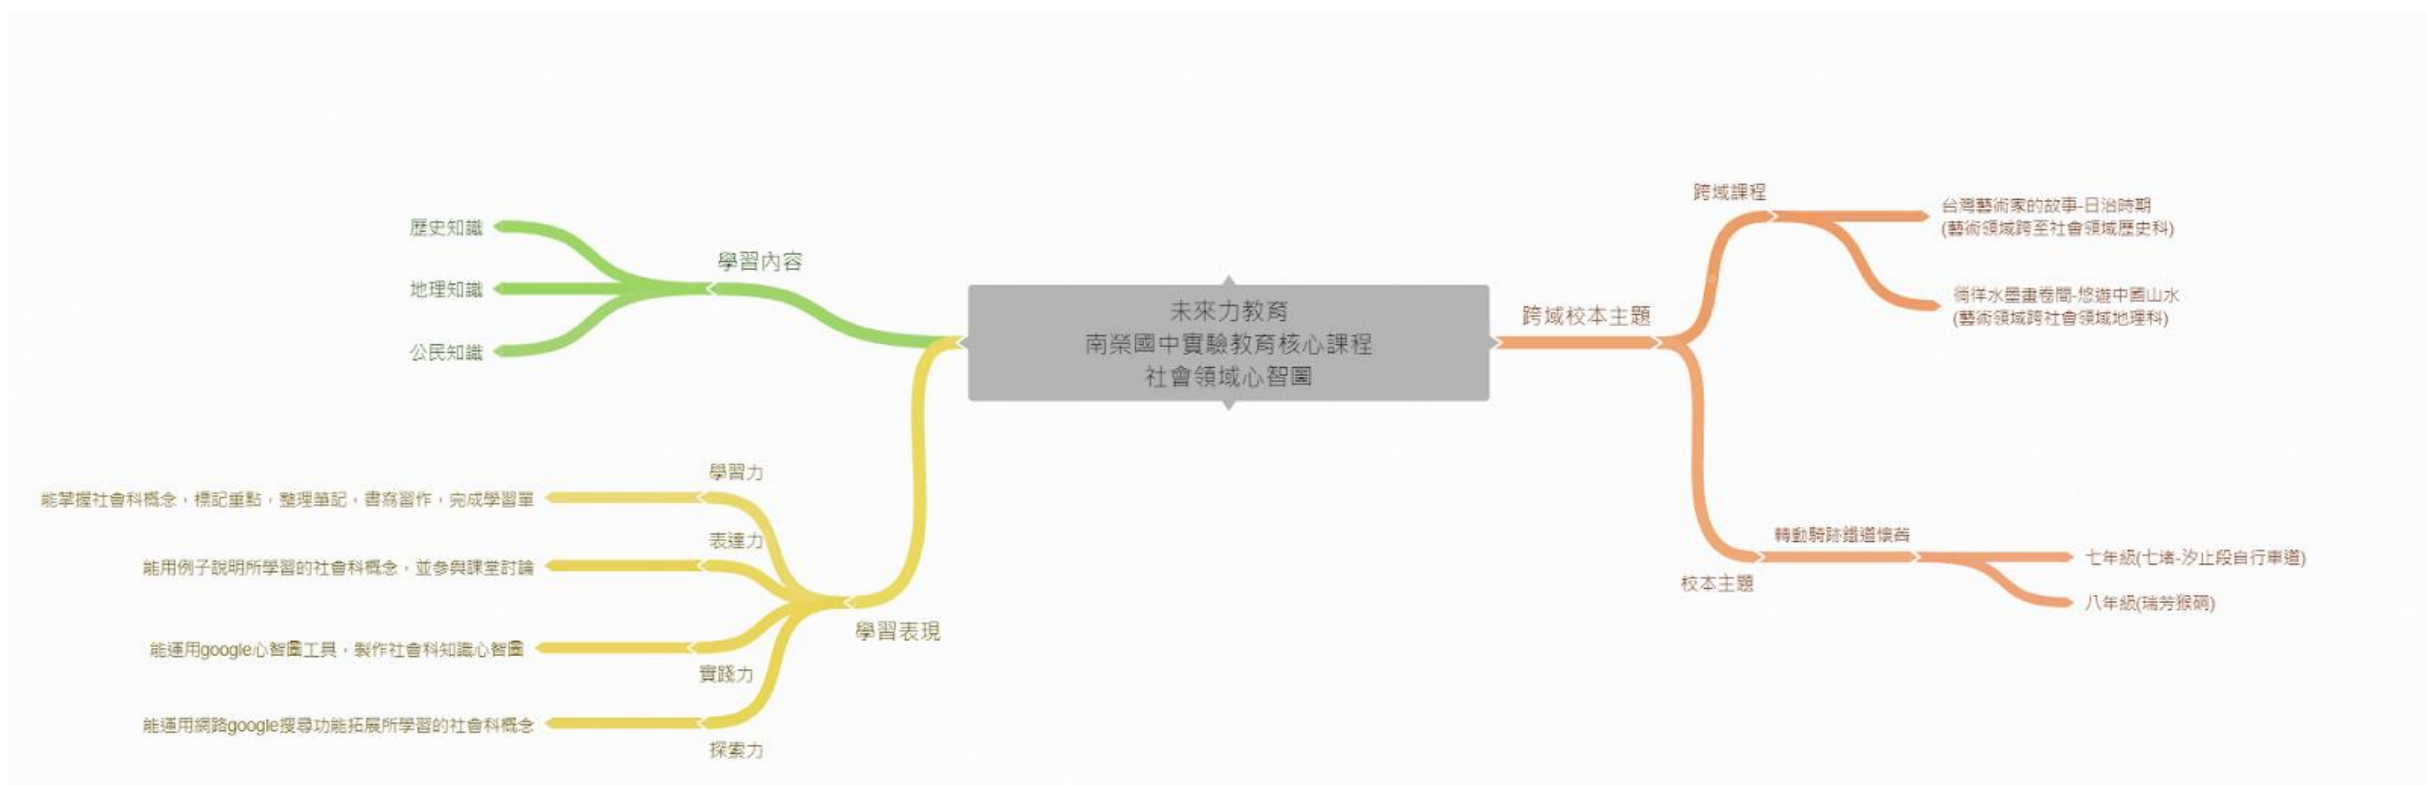 未來力教育
南榮國中實驗教育核心課程
社會領域心智圖
學習內容
歷史知識
地理知識
公民知識
學習表現
學習力
能掌握社會科概念，標記重點，整理筆記，書寫習作，完成學習單
表達力
能用例子說明所學習的社會科概念，並參與課堂討論
實踐力
能運用google心智圖工具，製作社會科知識心智圖
探索力
能運用網路google搜尋功能拓展所學習的社會科概念
跨域校本主題
跨域課程
台灣藝術家的故事-日治時期
(藝術領域跨至社會領域歷史科)
徜徉水墨畫卷間-悠遊中國山水
(藝術領域跨社會領域地理科)
校本主題
轉動騎跡鐵道懷舊
七年級(七堵-汐止段自行車道)
八年級(瑞芳猴硐)